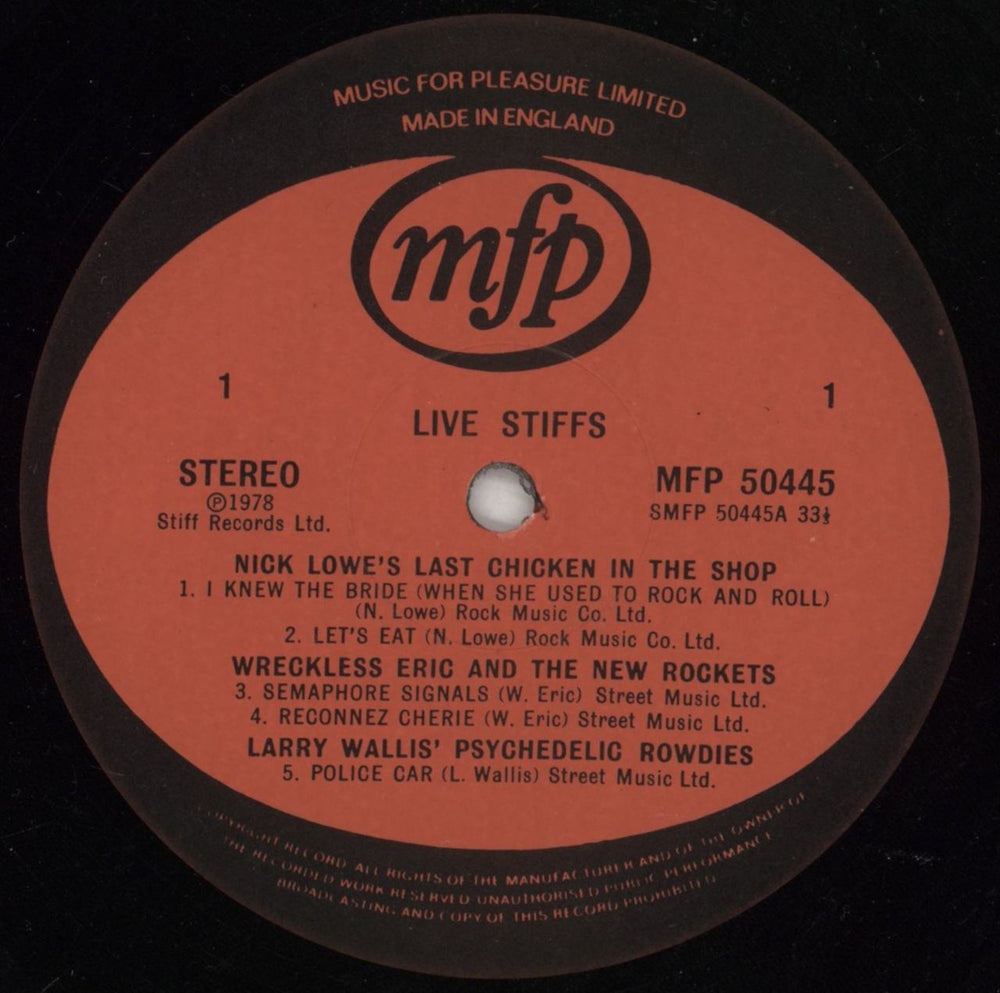 MUSIC FOR PLEASURE LIMITED
MADE IN ENGLAND
mfp
1 1
LIVE STIFFS
STEREO MFP 50445
℗1978 SMFP 50445A 33⅓
Stiff Records Ltd.
NICK LOWE'S LAST CHICKEN IN THE SHOP
1. I KNEW THE BRIDE (WHEN SHE USED TO ROCK AND ROLL)
(N. Lowe) Rock Music Co. Ltd.
2. LET'S EAT (N. Lowe) Rock Music Co. Ltd.
WRECKLESS ERIC AND THE NEW ROCKETS
3. SEMAPHORE SIGNALS (W. Eric) Street Music Ltd.
4. RECONNEZ CHERIE (W. Eric) Street Music Ltd.
LARRY WALLIS' PSYCHEDELIC ROWDIES
5. POLICE CAR (L. Wallis) Street Music Ltd.
COPYRIGHT RECORD ALL RIGHTS OF THE MANUFACTURER AND OF THE OWNER OF
THE RECORDED WORK RESERVED UNAUTHORISED PUBLIC PERFORMANCE
BROADCASTING AND COPY OF THIS RECORD PROHIBITED